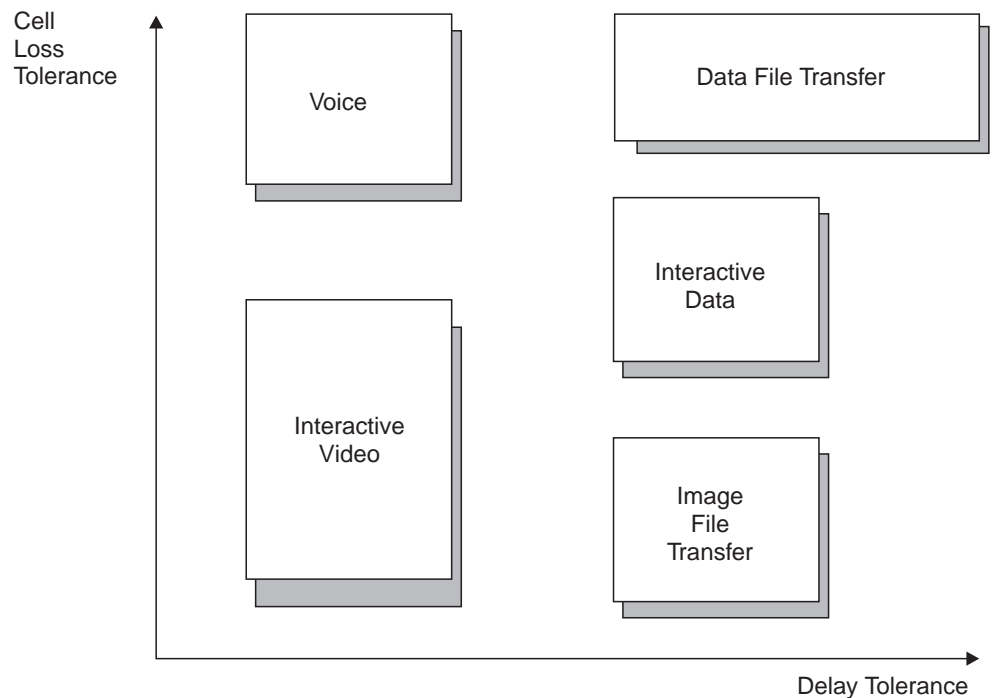 Cell
Loss
Tolerance
Voice
Data File Transfer
Interactive
Data
Interactive
Video
Image
File
Transfer
Delay Tolerance